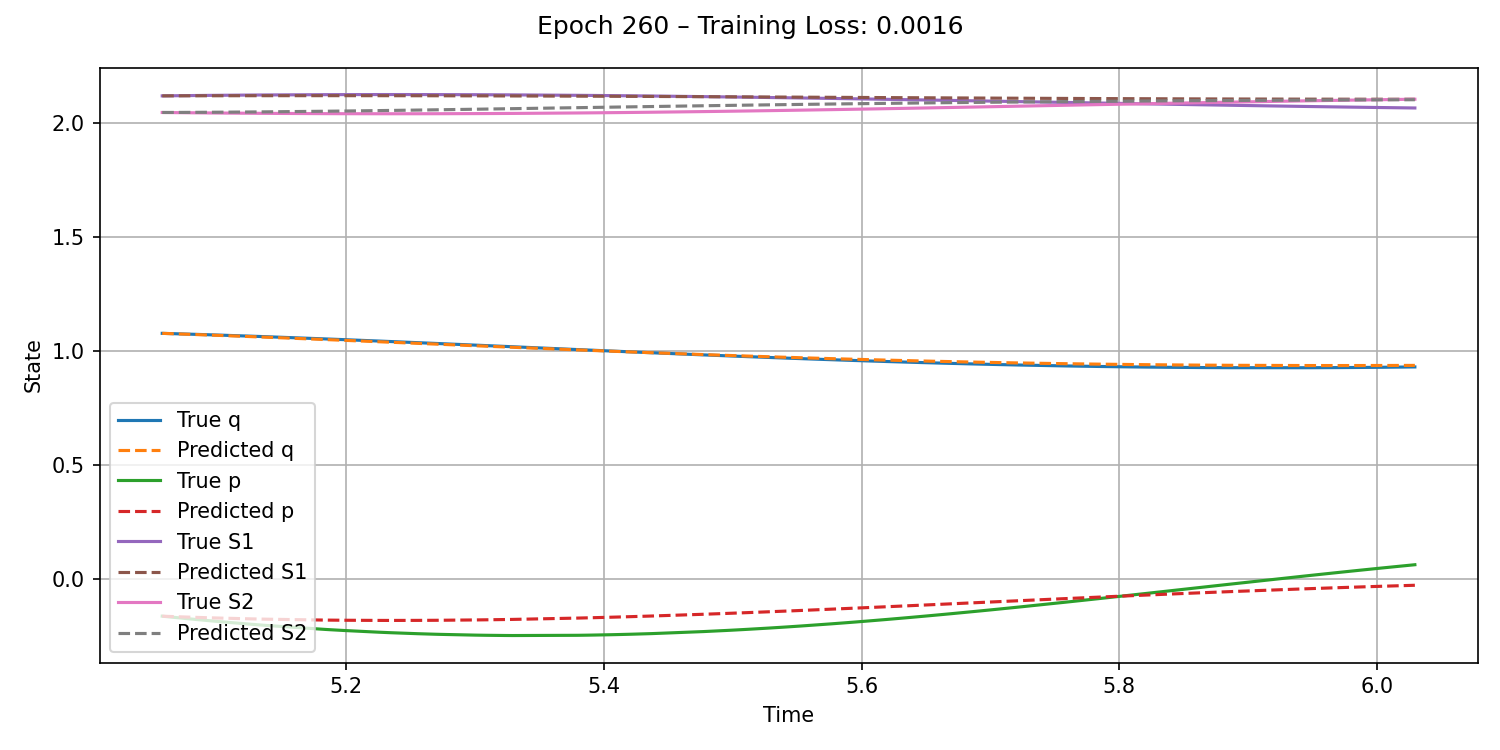 Epoch 260 – Training Loss: 0.0016
2.0
1.5
1.0
0.5
0.0
State
True q
Predicted q
True p
Predicted p
True S1
Predicted S1
True S2
Predicted S2
5.2
5.4
5.6
5.8
6.0
Time